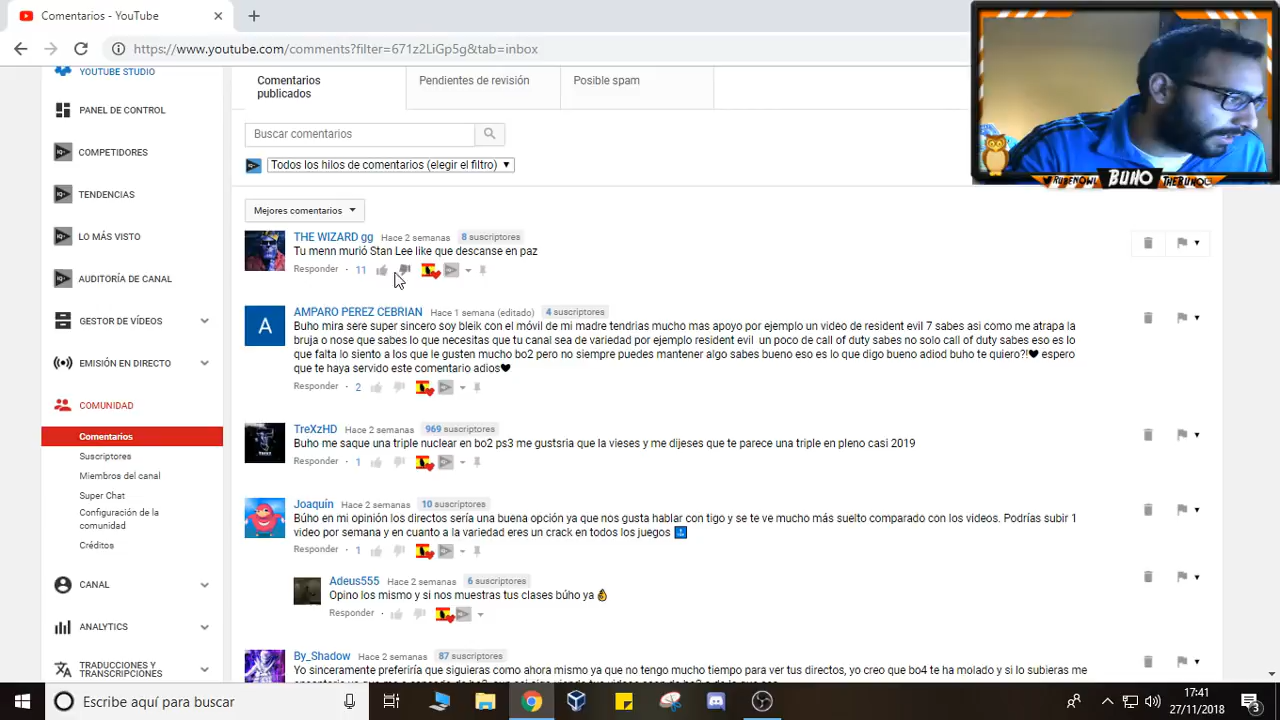 Comentarios - YouTube
https://www.youtube.com/comments?filter=671z2LiGp5g&tab=inbox
YOUTUBE STUDIO
PANEL DE CONTROL
COMPETIDORES
TENDENCIAS
LO MÁS VISTO
AUDITORÍA DE CANAL
GESTOR DE VÍDEOS
EMISIÓN EN DIRECTO
COMUNIDAD
Comentarios
Suscriptores
Miembros del canal
Super Chat
Configuración de la
comunidad
Créditos
CANAL
ANALYTICS
TRADUCCIONES Y
TRANSCRIPCIONES
Comentarios
publicados
Pendientes de revisión
Posible spam
Buscar comentarios
Todos los hilos de comentarios (elegir el filtro)
Mejores comentarios
THE WIZARD gg Hace 2 semanas 8 suscriptores
Tu menn murió Stan Lee like que descanse en paz
Responder · 11
AMPARO PEREZ CEBRIAN Hace 1 semana (editado) 4 suscriptores
Buho mira sere super sincero soy bleik con el móvil de mi madre tendrias mucho mas apoyo por ejemplo un video de resident evil 7 sabes asi como me atrapa la
bruja o nose que sabes lo que necesitas que tu canal sea de variedad por ejemplo resident evil un poco de call of duty sabes no solo call of duty sabes eso es lo
que falta lo siento a los que le gusten mucho bo2 pero no siempre puedes mantener algo sabes bueno eso es lo que digo bueno adiod buho te quiero?!♥ espero
que te haya servido este comentario adios♥
Responder · 2
TreXzHD Hace 2 semanas 969 suscriptores
Buho me saque una triple nuclear en bo2 ps3 me gustsria que la vieses y me dijeses que te parece una triple en pleno casi 2019
Responder · 1
Joaquín Hace 2 semanas 10 suscriptores
Búho en mi opinión los directos sería una buena opción ya que nos gusta hablar con tigo y se te ve mucho más suelto comparado con los videos. Podrías subir 1
video por semana y en cuanto a la variedad eres un crack en todos los juegos
Responder · 1
Adeus555 Hace 2 semanas 6 suscriptores
Opino los mismo y si nos muestras tus clases búho ya 👌
Responder ·
By_Shadow Hace 2 semanas 87 suscriptores
Yo sinceramente preferiría que siguieras como ahora mismo ya que no tengo mucho tiempo para ver tus directos, yo creo que bo4 te ha molado y si lo subieras me
RUBENOWL BUHO
Escribe aquí para buscar
17:41
27/11/2018
3